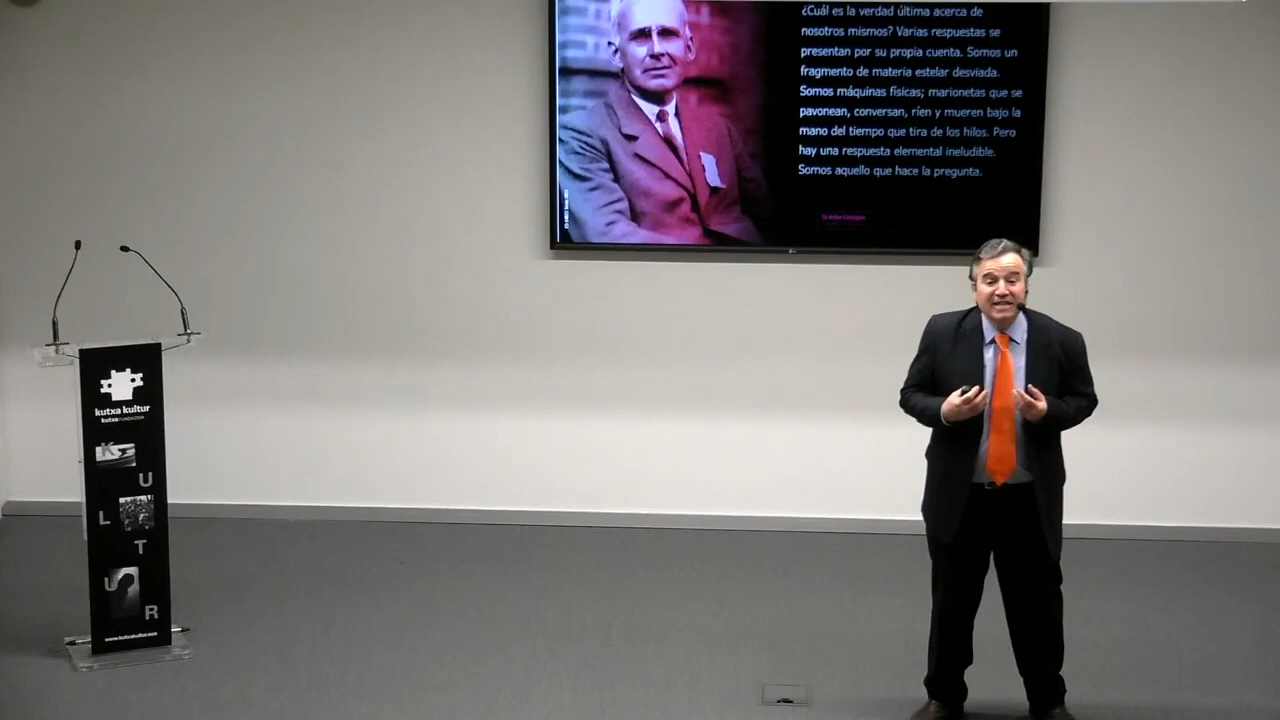 ¿Cuál es la verdad última acerca de
nosotros mismos? Varias respuestas se
presentan por su propia cuenta. Somos un
fragmento de materia estelar desviada.
Somos máquinas físicas; marionetas que se
pavonean, conversan, ríen y mueren bajo la
mano del tiempo que tira de los hilos. Pero
hay una respuesta elemental ineludible.
Somos aquello que hace la pregunta.
kutxa kultur
kutxa FUNDAZIOA
K
U
L
T
U
R
www.kutxakultur.eus